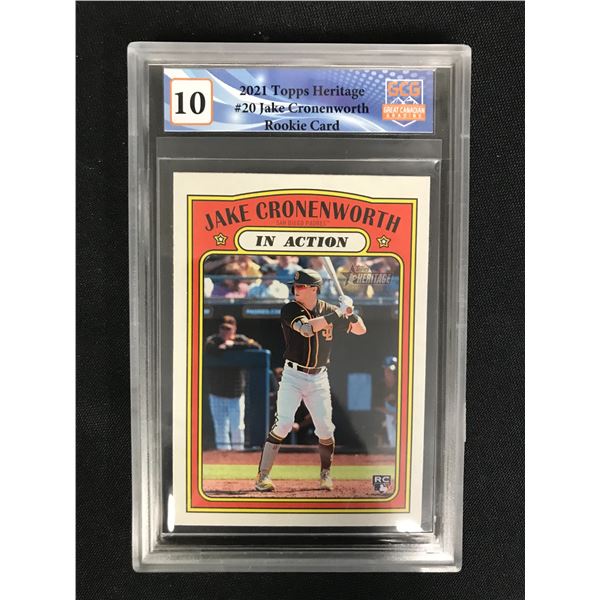 10
2021 Topps Heritage
#20 Jake Cronenworth
Rookie Card
GCG
GREAT CANADIAN
GRADING
JAKE CRONENWORTH
SAN DIEGO PADRES
IN ACTION
HERITAGE
SD
RC